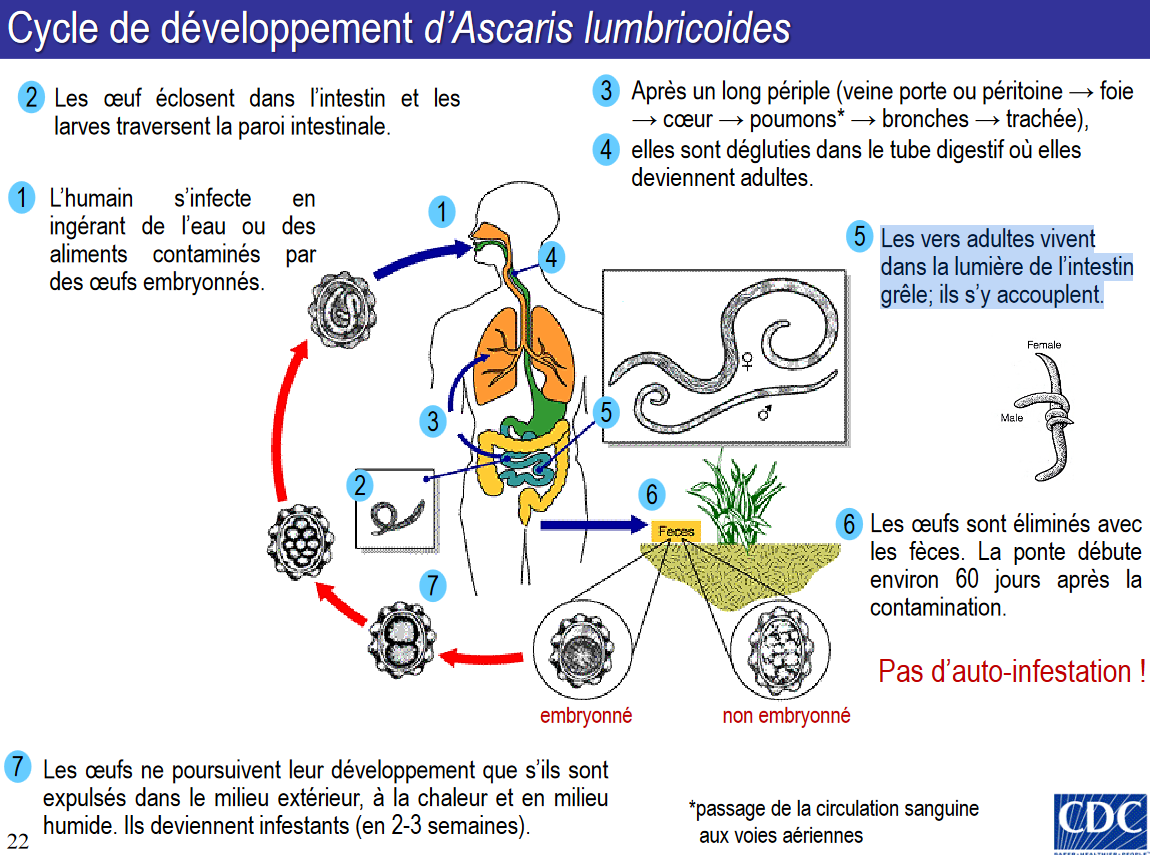 Cycle de développement d'Ascaris lumbricoides
2 Les œuf éclosent dans l'intestin et les
larves traversent la paroi intestinale.
3 Après un long périple (veine porte ou péritoine → foie
→ cœur → poumons* → bronches → trachée),
4 elles sont dégluties dans le tube digestif où elles
deviennent adultes.
1 L'humain s'infecte en
ingérant de l'eau ou des
aliments contaminés par
des œufs embryonnés.
1
4
5 Les vers adultes vivent
dans la lumière de l'intestin
grêle; ils s'y accouplent.
Female
Male
♀
♂
3
5
2
6
Feces
6 Les œufs sont éliminés avec
les fèces. La ponte débute
environ 60 jours après la
contamination.
7
Pas d'auto-infestation !
embryonné
non embryonné
7 Les œufs ne poursuivent leur développement que s'ils sont
expulsés dans le milieu extérieur, à la chaleur et en milieu
humide. Ils deviennent infestants (en 2-3 semaines).
*passage de la circulation sanguine
aux voies aériennes
CDC
22